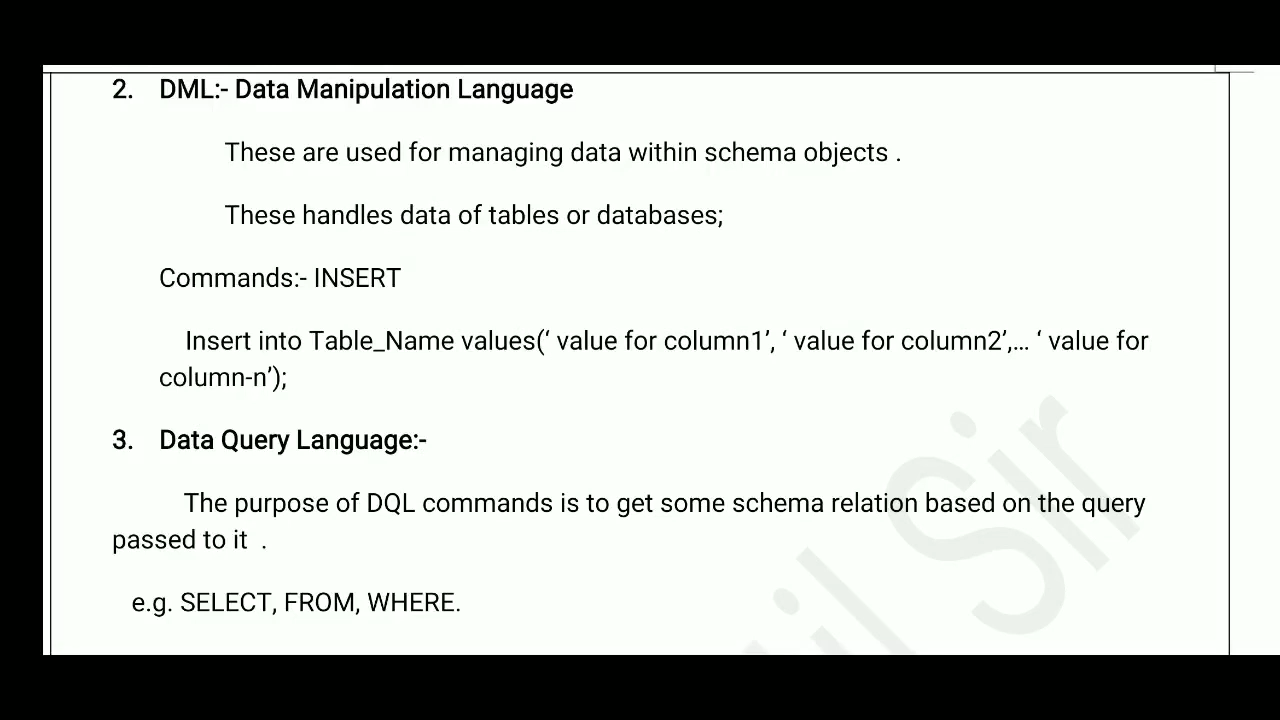 2. DML:- Data Manipulation Language
These are used for managing data within schema objects .
These handles data of tables or databases;
Commands:- INSERT
Insert into Table_Name values(‘ value for column1’, ‘ value for column2’,... ‘ value for
column-n’);
3. Data Query Language:-
The purpose of DQL commands is to get some schema relation based on the query
passed to it .
e.g. SELECT, FROM, WHERE.
Sir